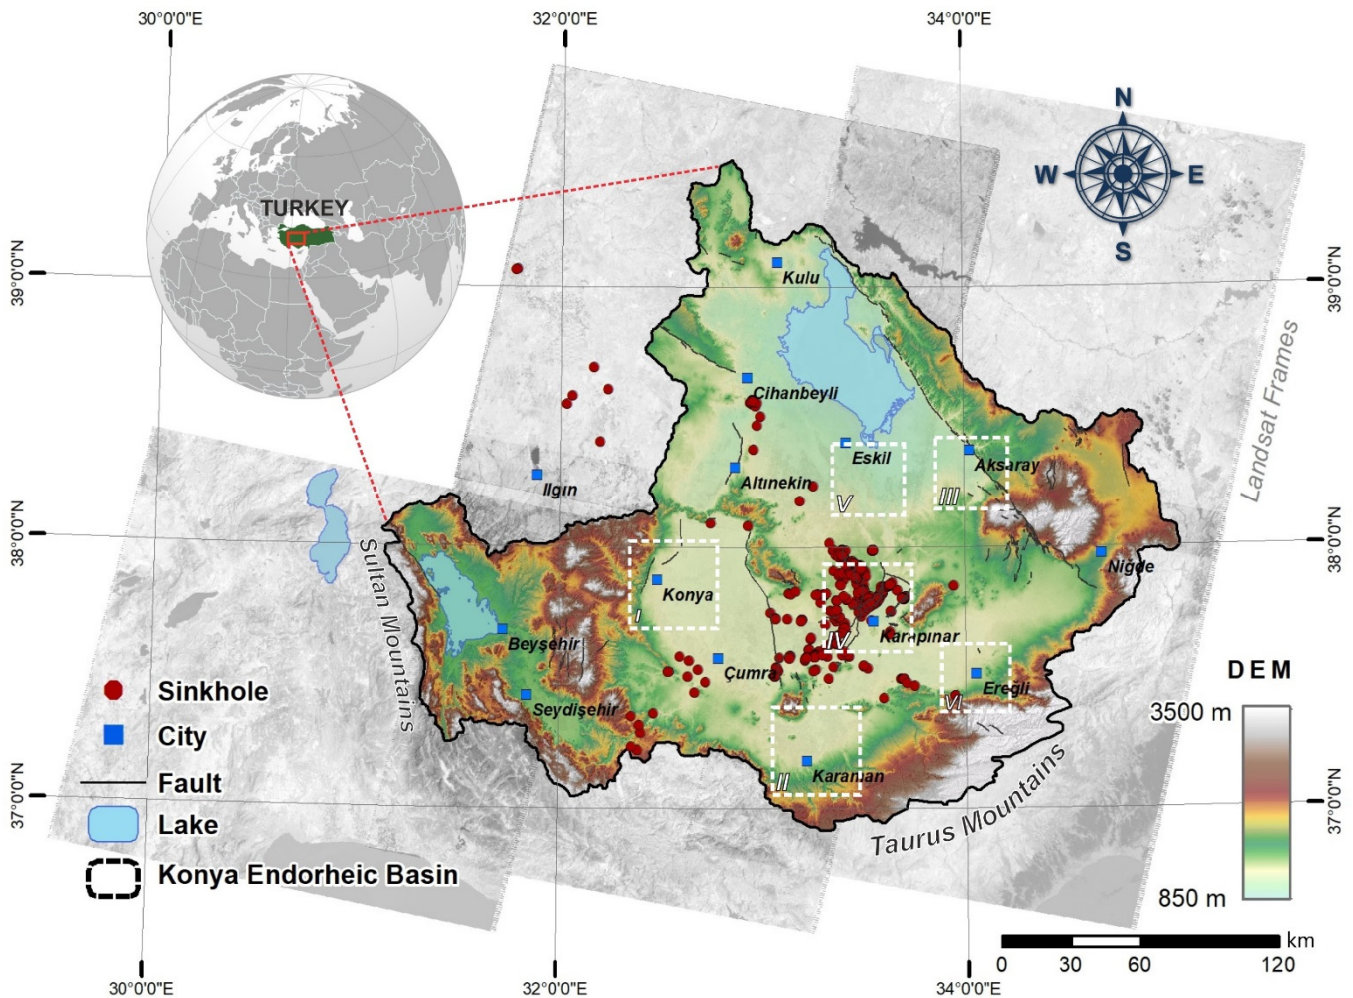 30°0'0"E
32°0'0"E
34°0'0"E
N
W
E
S
TURKEY
39°0'0"N
39°0'0"N
Kulu
Landsat Frames
Cihanbeyli
Eskil
Aksaray
Altınekin
Ilgın
V
III
38°0'0"N
38°0'0"N
Sultan Mountains
Niğde
Konya
I
Karapınar
IV
Beyşehir
Çumra
Ereğli
VI
DEM
Sinkhole
Seydişehir
3500 m
City
Karaman
II
Fault
37°0'0"N
37°0'0"N
Taurus Mountains
Lake
Konya Endorheic Basin
850 m
km
0
30
60
120
30°0'0"E
32°0'0"E
34°0'0"E